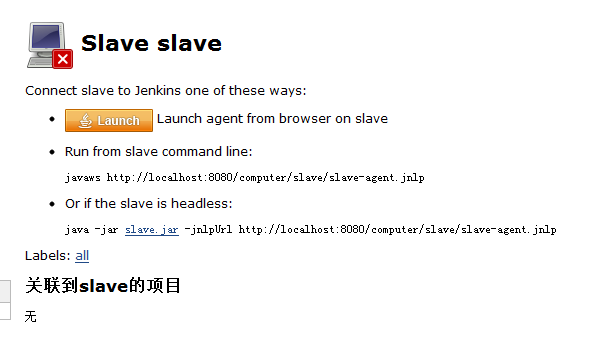 Slave slave
Connect slave to Jenkins one of these ways:
Launch Launch agent from browser on slave
Run from slave command line:
javaws http://localhost:8080/computer/slave/slave-agent.jnlp
Or if the slave is headless:
java -jar slave.jar -jnlpUrl http://localhost:8080/computer/slave/slave-agent.jnlp
Labels: all
关联到slave的项目
无